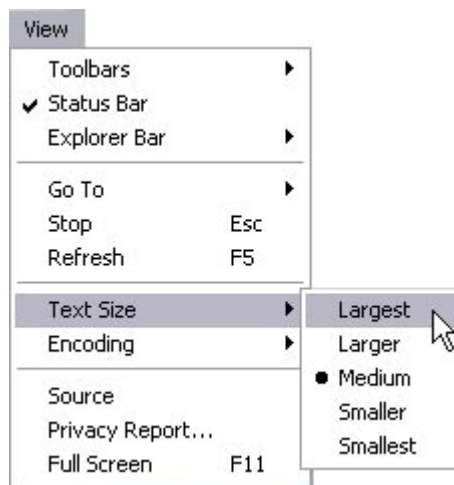 View
Toolbars
Status Bar
Explorer Bar
Go To
Stop Esc
Refresh F5
Text Size
Encoding
Source
Privacy Report...
Full Screen F11
Largest
Larger
Medium
Smaller
Smallest